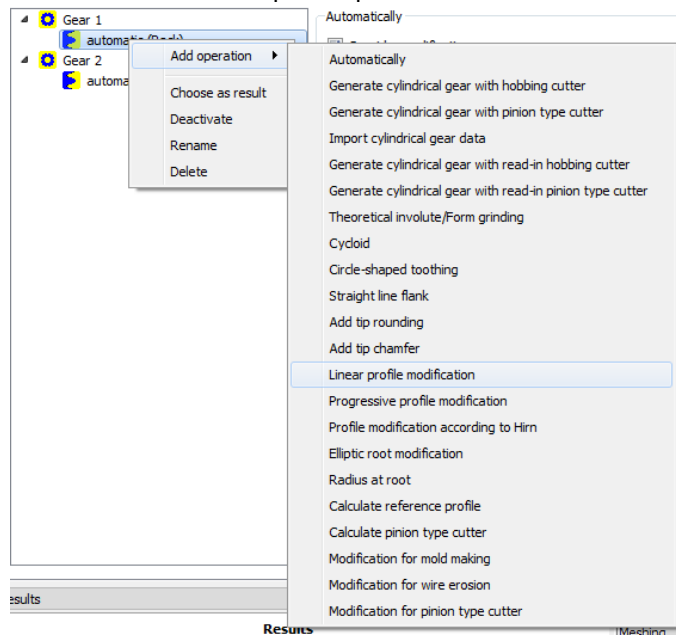 Gear 1
automatic (Rack)
Gear 2
automa
Automatically
Add operation
Choose as result
Deactivate
Rename
Delete
Automatically
Generate cylindrical gear with hobbing cutter
Generate cylindrical gear with pinion type cutter
Import cylindrical gear data
Generate cylindrical gear with read-in hobbing cutter
Generate cylindrical gear with read-in pinion type cutter
Theoretical involute/Form grinding
Cycloid
Circle-shaped toothing
Straight line flank
Add tip rounding
Add tip chamfer
Linear profile modification
Progressive profile modification
Profile modification according to Hirn
Elliptic root modification
Radius at root
Calculate reference profile
Calculate pinion type cutter
Modification for mold making
Modification for wire erosion
Modification for pinion type cutter
esults
Results
Meshing